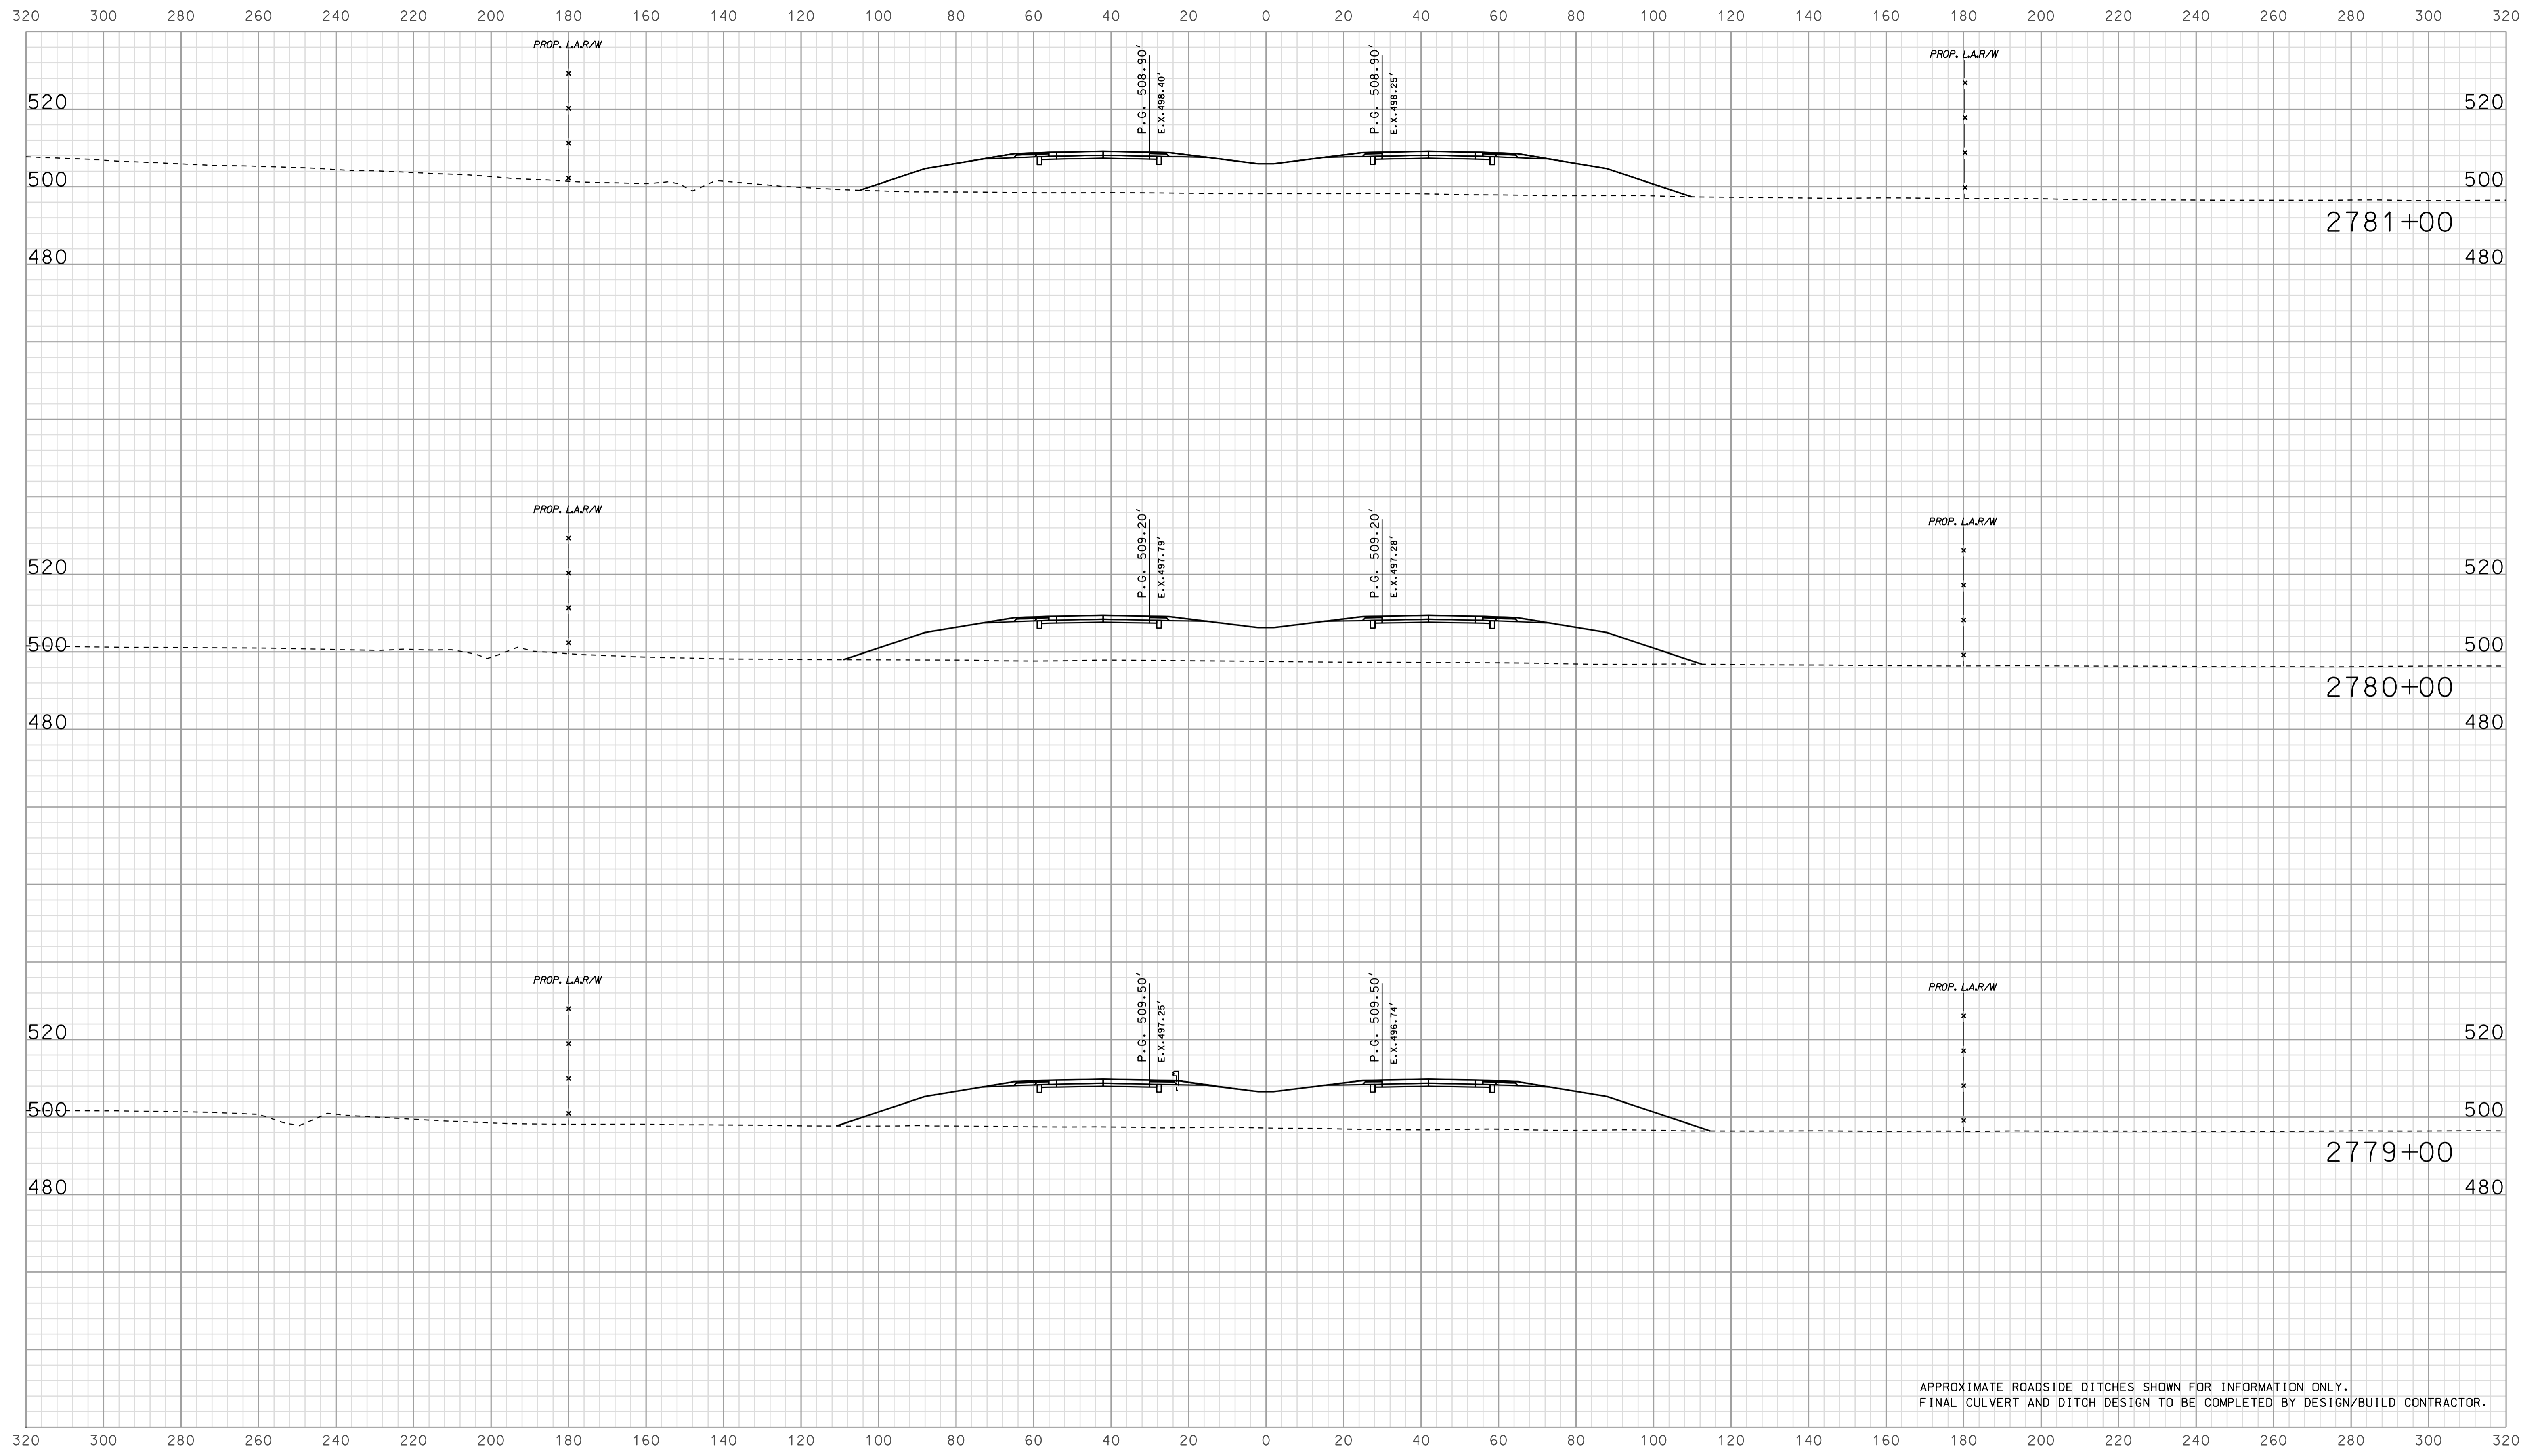 320 300 280 260 240 220 200 180 160 140 120 100 80 60 40 20 0 20 40 60 80 100 120 140 160 180 200 220 240 260 280 300 320
PROP. L.A.R/W
P.G. 508.90'
E.X.498.40'
P.G. 508.90'
E.X.498.25'
PROP. L.A.R/W
520 520
500 500
2781+00
480 480
PROP. L.A.R/W
P.G. 509.20'
E.X.497.79'
P.G. 509.20'
E.X.497.28'
PROP. L.A.R/W
520 520
500 500
2780+00
480 480
PROP. L.A.R/W
P.G. 509.50'
E.X.497.25'
P.G. 509.50'
E.X.496.74'
PROP. L.A.R/W
520 520
500 500
2779+00
480 480
APPROXIMATE ROADSIDE DITCHES SHOWN FOR INFORMATION ONLY.
FINAL CULVERT AND DITCH DESIGN TO BE COMPLETED BY DESIGN/BUILD CONTRACTOR.
320 300 280 260 240 220 200 180 160 140 120 100 80 60 40 20 0 20 40 60 80 100 120 140 160 180 200 220 240 260 280 300 320